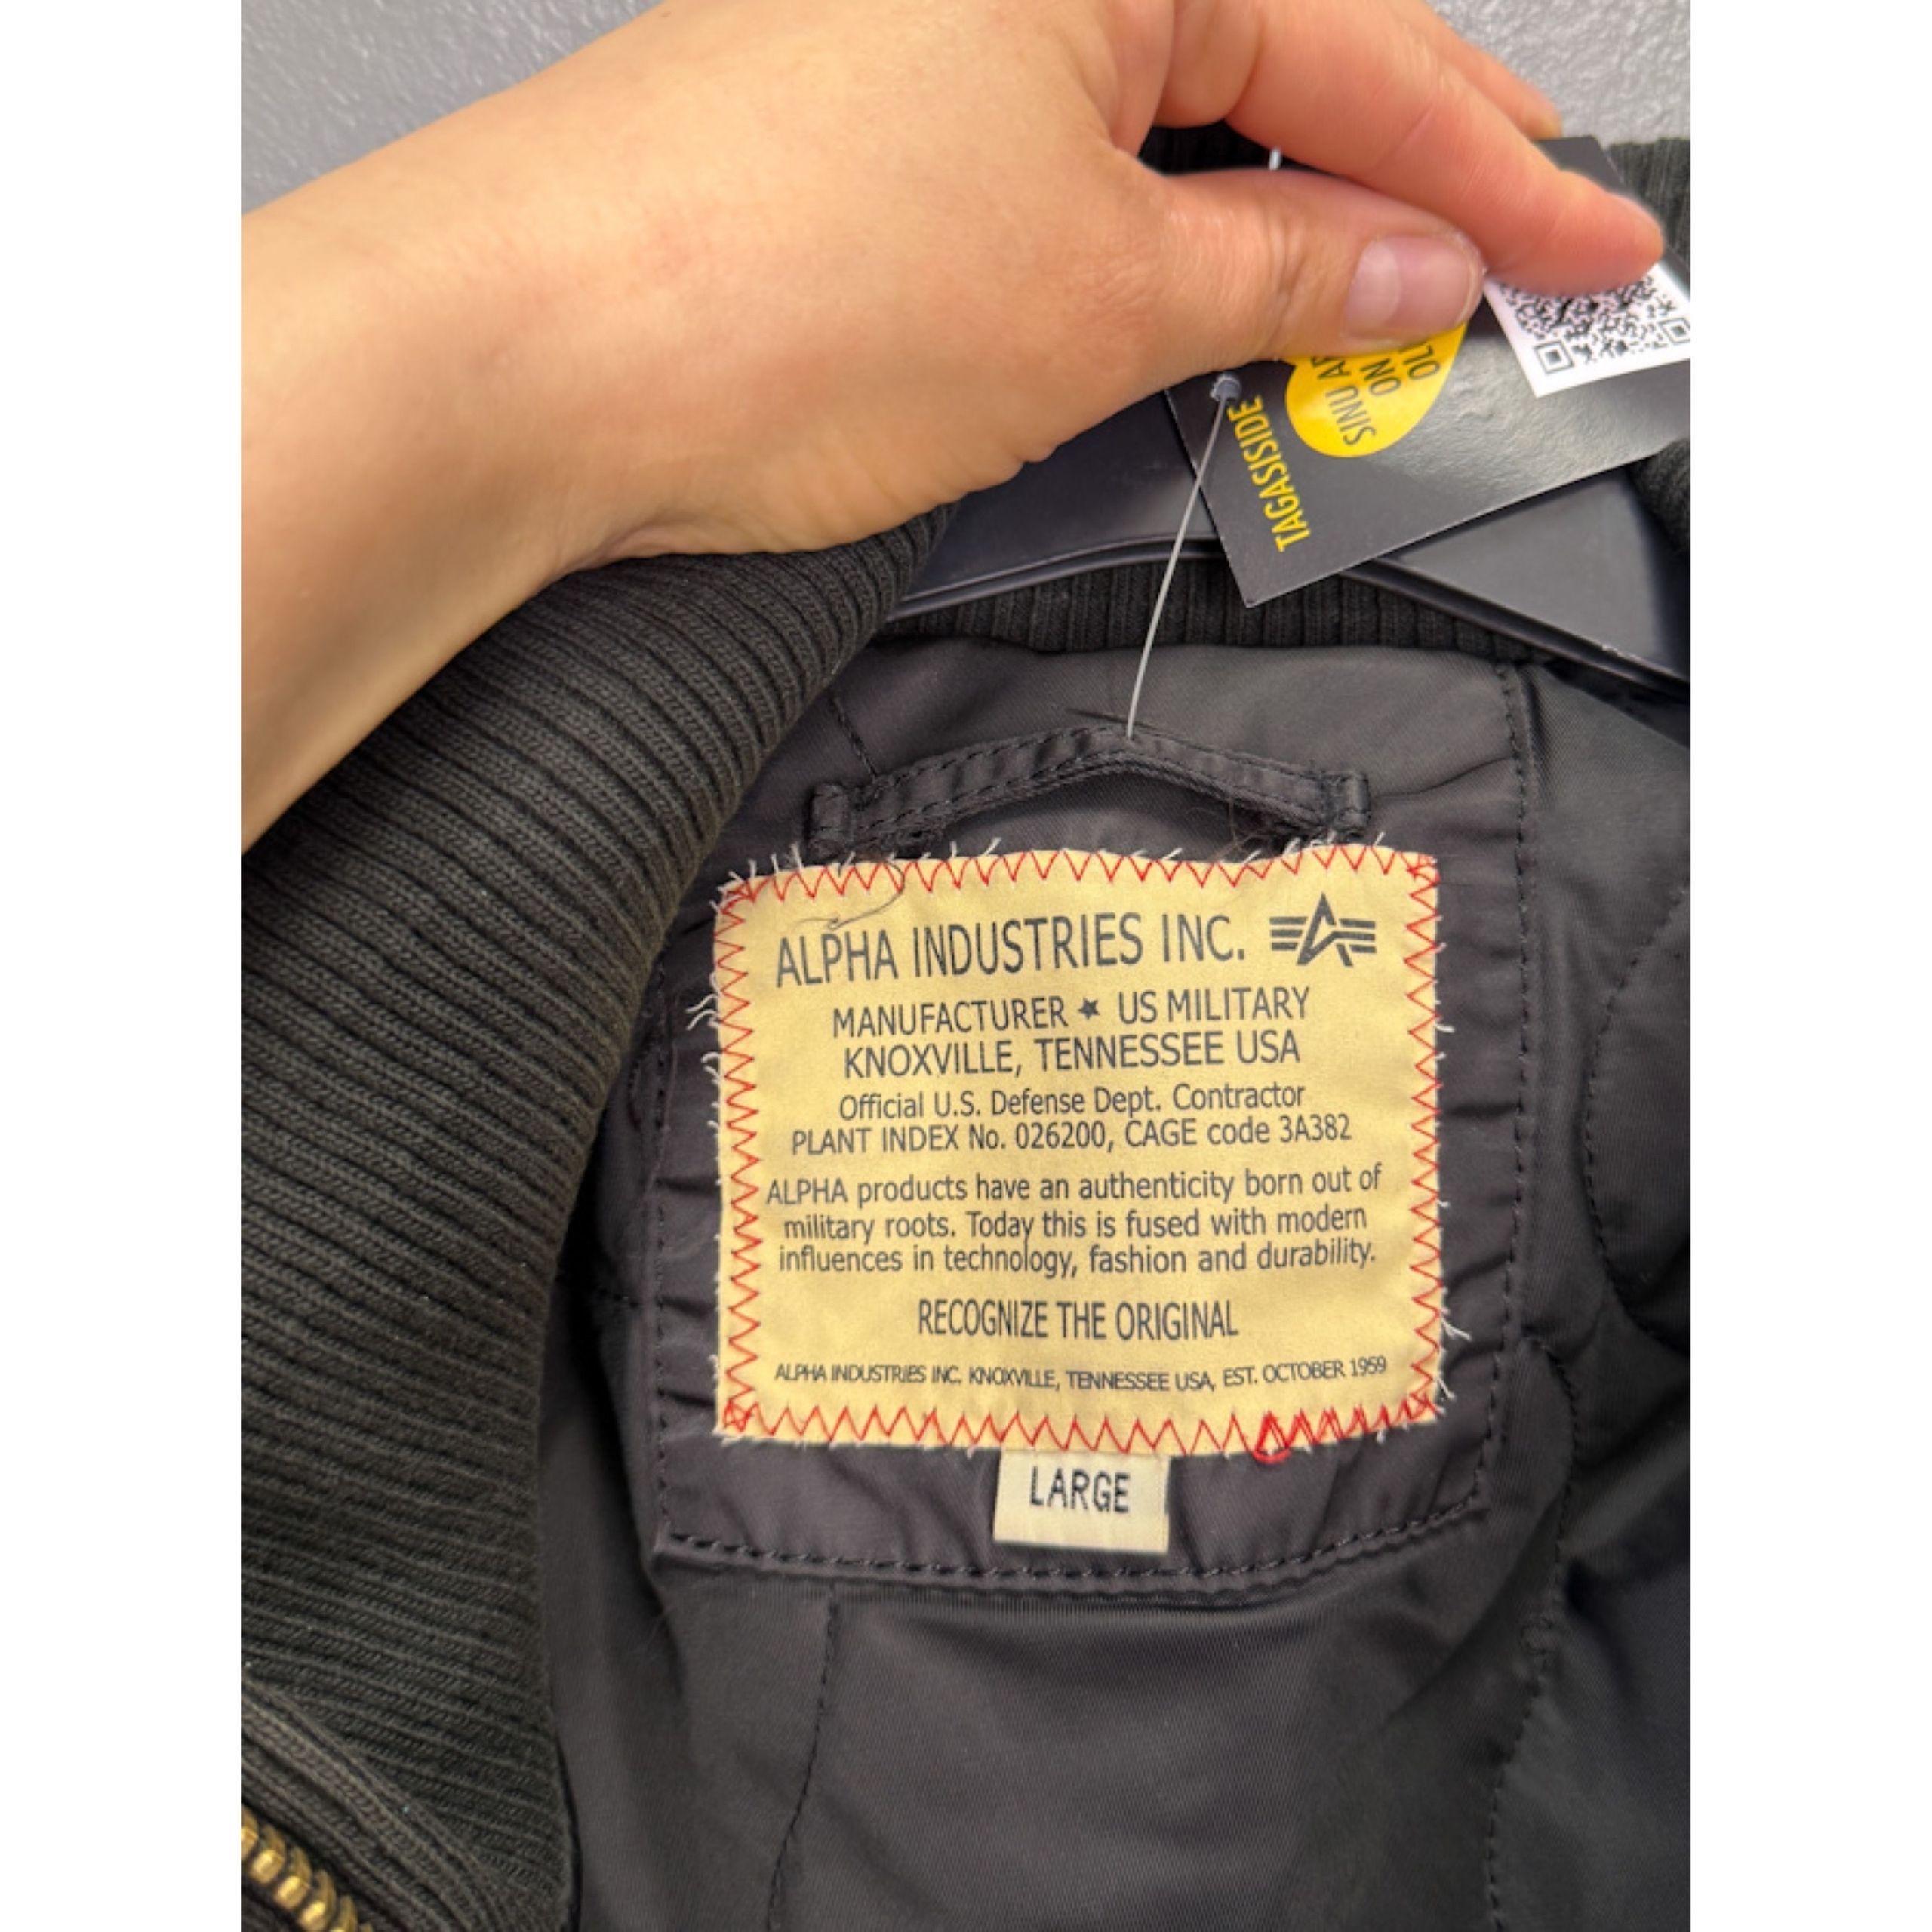 TAGASISIDE
SINU
ON
ALPHA INDUSTRIES INC.
MANUFACTURER ★ US MILITARY
KNOXVILLE, TENNESSEE USA
Official U.S. Defense Dept. Contractor
PLANT INDEX No. 026200, CAGE code 3A382
ALPHA products have an authenticity born out of
military roots. Today this is fused with modern
influences in technology, fashion and durability.
RECOGNIZE THE ORIGINAL
ALPHA INDUSTRIES INC. KNOXVILLE, TENNESSEE USA, EST. OCTOBER 1959
LARGE